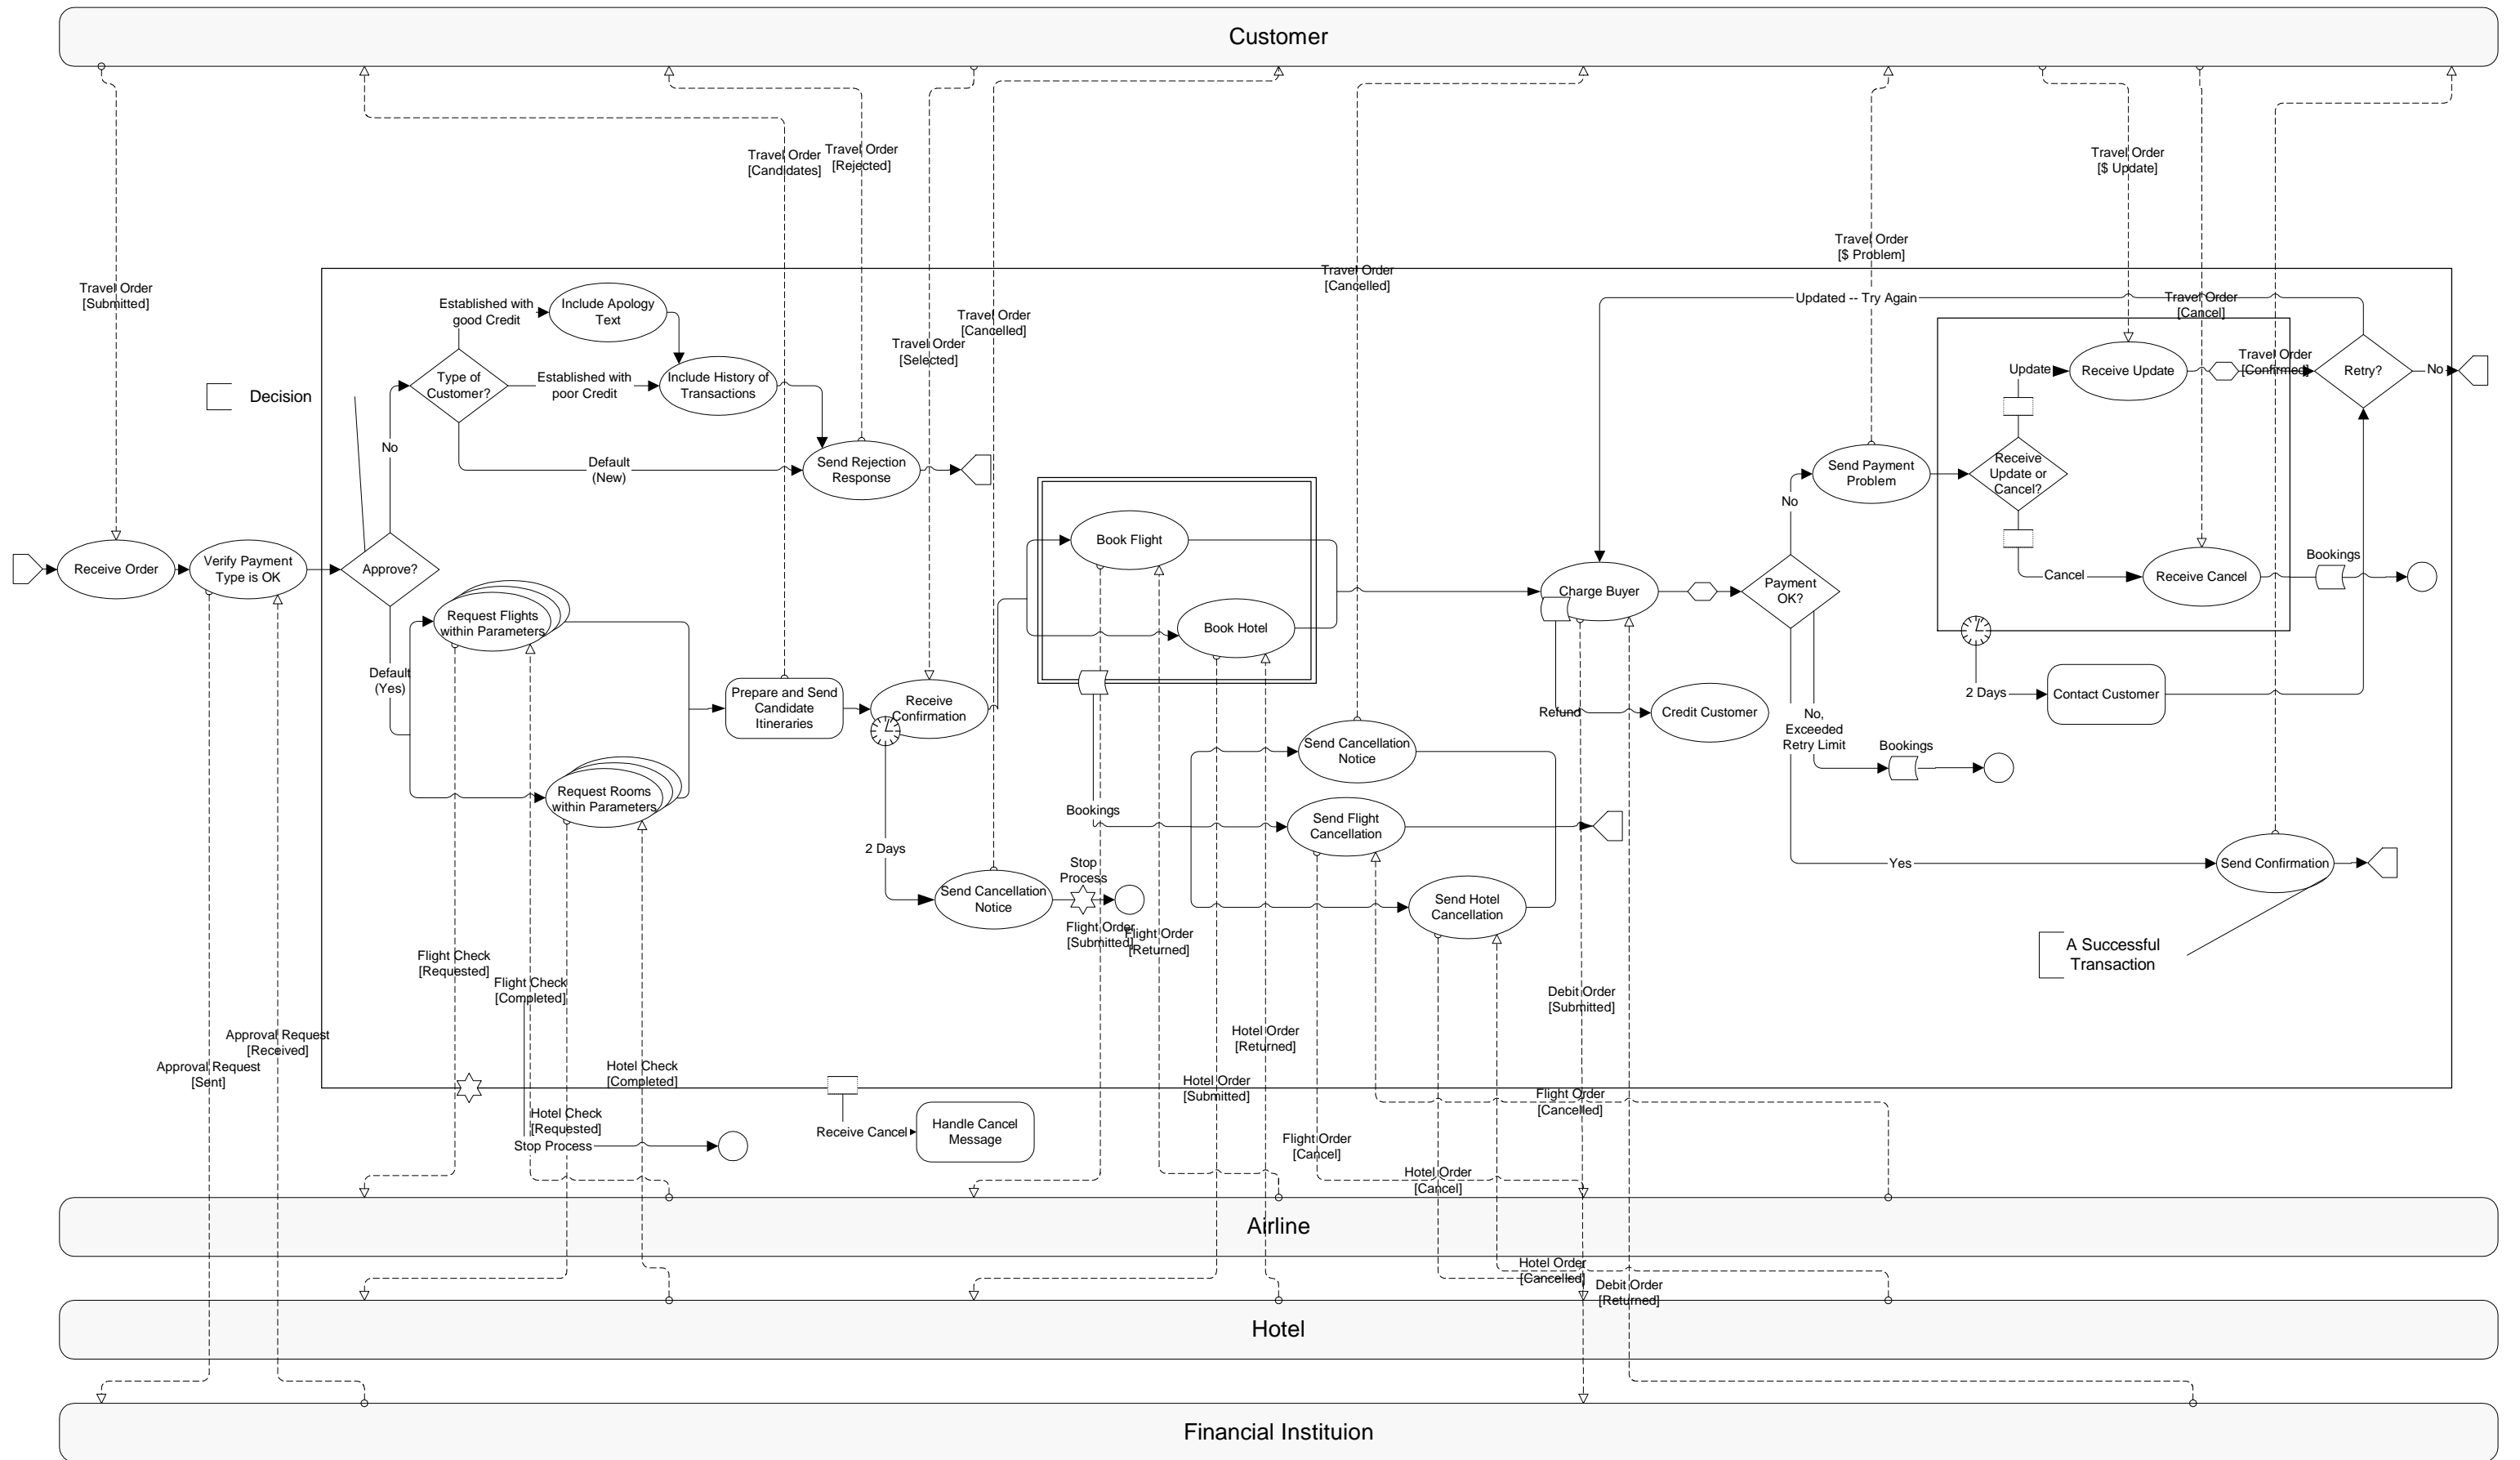 Customer
Travel Order
[Candidates]
Travel Order
[Rejected]
Travel Order
[$ Update]
Travel Order
[$ Problem]
Travel Order
[Submitted]
Travel Order
[Cancelled]
Travel Order
[Cancelled]
Travel Order
[Selected]
Updated -- Try Again
Travel Order
[Cancel]
Established with
good Credit
Include Apology
Text
Type of
Customer?
Established with
poor Credit
Include History of
Transactions
Decision
No
Default
(New)
Send Rejection
Response
Update
Receive Update
Travel Order
[Confirmed]
Retry?
No
Send Payment
Problem
Receive
Update or
Cancel?
No
Receive Order
Verify Payment
Type is OK
Approve?
Book Flight
Book Hotel
Charge Buyer
Payment
OK?
Cancel
Receive Cancel
Bookings
Request Flights
within Parameters
Default
(Yes)
Prepare and Send
Candidate
Itineraries
Receive
Confirmation
Refund
Credit Customer
2 Days
Contact Customer
No,
Exceeded
Retry Limit
Bookings
Request Rooms
within Parameters
Send Cancellation
Notice
Bookings
Send Flight
Cancellation
2 Days
Stop
Process
Send Cancellation
Notice
Send Hotel
Cancellation
Yes
Send Confirmation
Flight Order
[Submitted]
Flight Order
[Returned]
A Successful
Transaction
Flight Check
[Requested]
Flight Check
[Completed]
Debit Order
[Submitted]
Approval Request
[Received]
Approval Request
[Sent]
Hotel Order
[Returned]
Hotel Check
[Completed]
Hotel Order
[Submitted]
Flight Order
[Cancelled]
Hotel Check
[Requested]
Stop Process
Receive Cancel
Handle Cancel
Message
Flight Order
[Cancel]
Hotel Order
[Cancel]
Airline
Hotel Order
[Cancelled]
Debit Order
[Returned]
Hotel
Financial Instituion